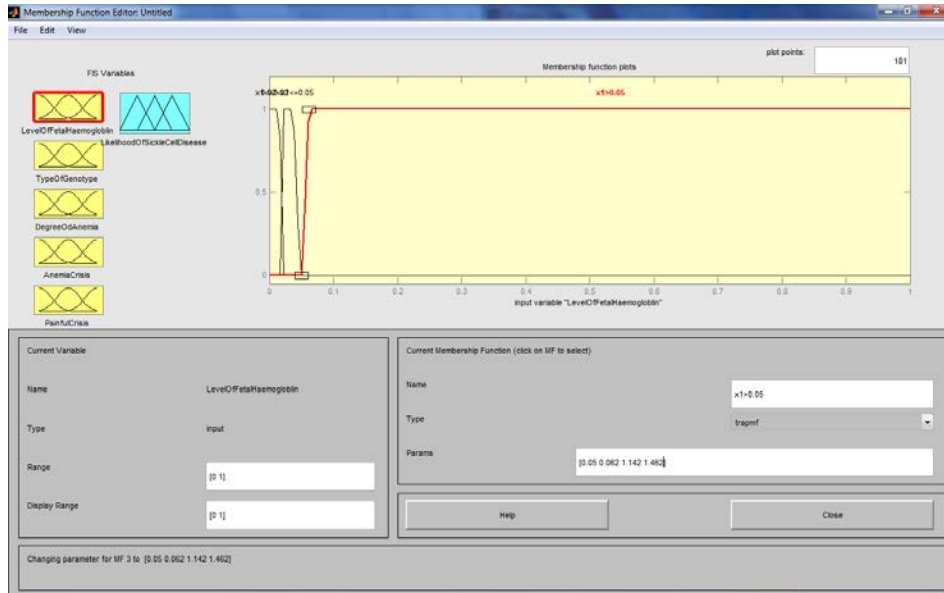 Membership Function Editor: Untitled
File Edit View
FIS Variables
LevelOfFetalHaemogloblin
LikelihoodOfSickleCellDisease
TypeOfGenotype
DegreeOdAnemia
AnemiaCrisis
PainfulCrisis
plot points:
181
Membership function plots
<=0.05
x1>0.05
1
0.5
0
0 0.1 0.2 0.3 0.4 0.5 0.6 0.7 0.8 0.9 1
input variable "LevelOfFetalHaemogloblin"
Current Variable
Name LevelOfFetalHaemogloblin
Type input
Range [0 1]
Display Range [0 1]
Current Membership Function (click on MF to select)
Name x1>0.05
Type trapmf
Params [0.05 0.062 1.142 1.462]
Help Close
Changing parameter for MF 3 to [0.05 0.062 1.142 1.462]